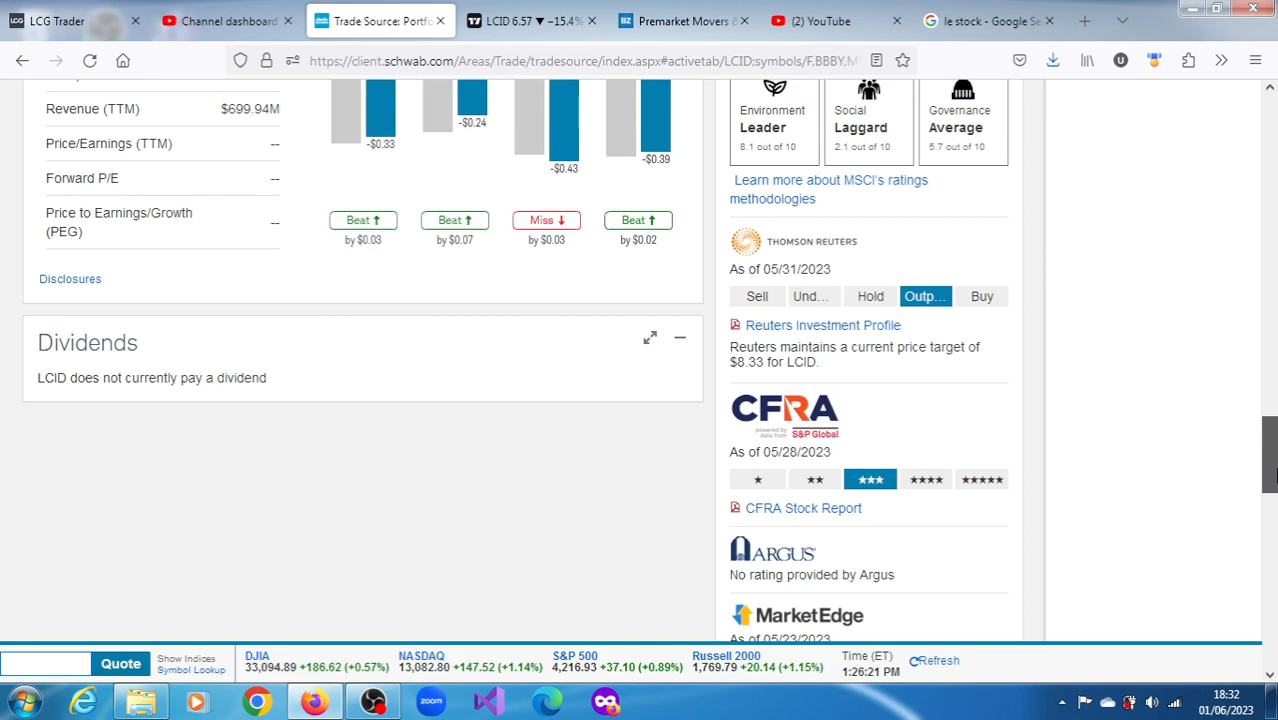 LCG Trader
Channel dashboard
Trade Source: Portfo
LCID 6.57 ▼ −15.4%
Premarket Movers &
(2) YouTube
le stock - Google Se
https://client.schwab.com/Areas/Trade/tradesource/index.aspx#activetab/LCID;symbols/F,BBBY,M
Revenue (TTM) $699.94M
Price/Earnings (TTM) --
Forward P/E --
Price to Earnings/Growth
(PEG) --
Disclosures
-$0.33
-$0.24
-$0.43
-$0.39
Beat ↑
by $0.03
Beat ↑
by $0.07
Miss ↓
by $0.03
Beat ↑
by $0.02
Dividends
LCID does not currently pay a dividend
Environment
Leader
8.1 out of 10
Social
Laggard
2.1 out of 10
Governance
Average
5.7 out of 10
Learn more about MSCI's ratings
methodologies
THOMSON REUTERS
As of 05/31/2023
Sell Und... Hold Outp... Buy
Reuters Investment Profile
Reuters maintains a current price target of
$8.33 for LCID.
CFRA
powered by
data from S&P Global
As of 05/28/2023
★ ★★ ★★★ ★★★★ ★★★★★
CFRA Stock Report
ARGUS
No rating provided by Argus
MarketEdge
As of 05/23/2023
Quote
Show Indices
Symbol Lookup
DJIA
33,094.89 +186.62 (+0.57%)
NASDAQ
13,082.80 +147.52 (+1.14%)
S&P 500
4,216.93 +37.10 (+0.89%)
Russell 2000
1,769.79 +20.14 (+1.15%)
Time (ET)
1:26:21 PM
Refresh
zoom
18:32
01/06/2023